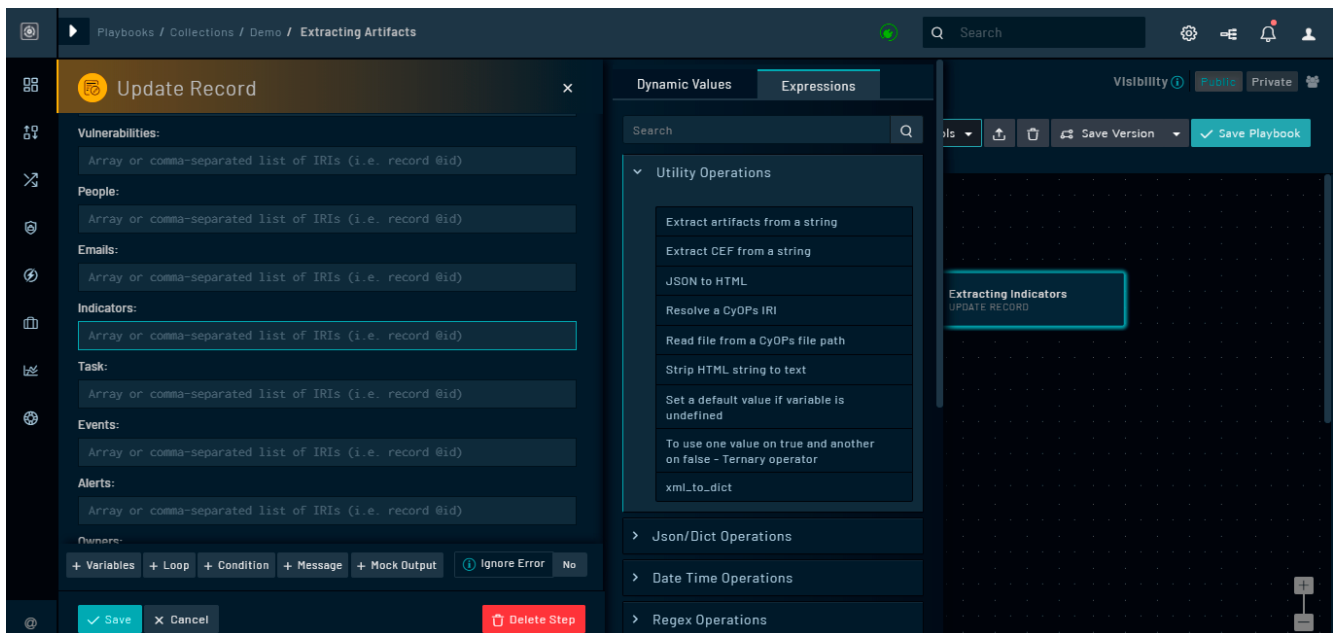 Playbooks / Collections / Demo / Extracting Artifacts
Search
Update Record
×
Vulnerabilities:
Array or comma-separated list of IRIs (i.e. record @id)
People:
Array or comma-separated list of IRIs (i.e. record @id)
Emails:
Array or comma-separated list of IRIs (i.e. record @id)
Indicators:
Array or comma-separated list of IRIs (i.e. record @id)
Task:
Array or comma-separated list of IRIs (i.e. record @id)
Events:
Array or comma-separated list of IRIs (i.e. record @id)
Alerts:
Array or comma-separated list of IRIs (i.e. record @id)
Owners:
+ Variables + Loop + Condition + Message + Mock Output Ignore Error No
Save × Cancel Delete Step
@
Dynamic Values Expressions
Search
Utility Operations
Extract artifacts from a string
Extract CEF from a string
JSON to HTML
Resolve a CyOPs IRI
Read file from a CyOPs file path
Strip HTML string to text
Set a default value if variable is
undefined
To use one value on true and another
on false - Ternary operator
xml_to_dict
Json/Dict Operations
Date Time Operations
Regex Operations
Visibility Public Private
ols Save Version Save Playbook
Extracting Indicators
UPDATE RECORD